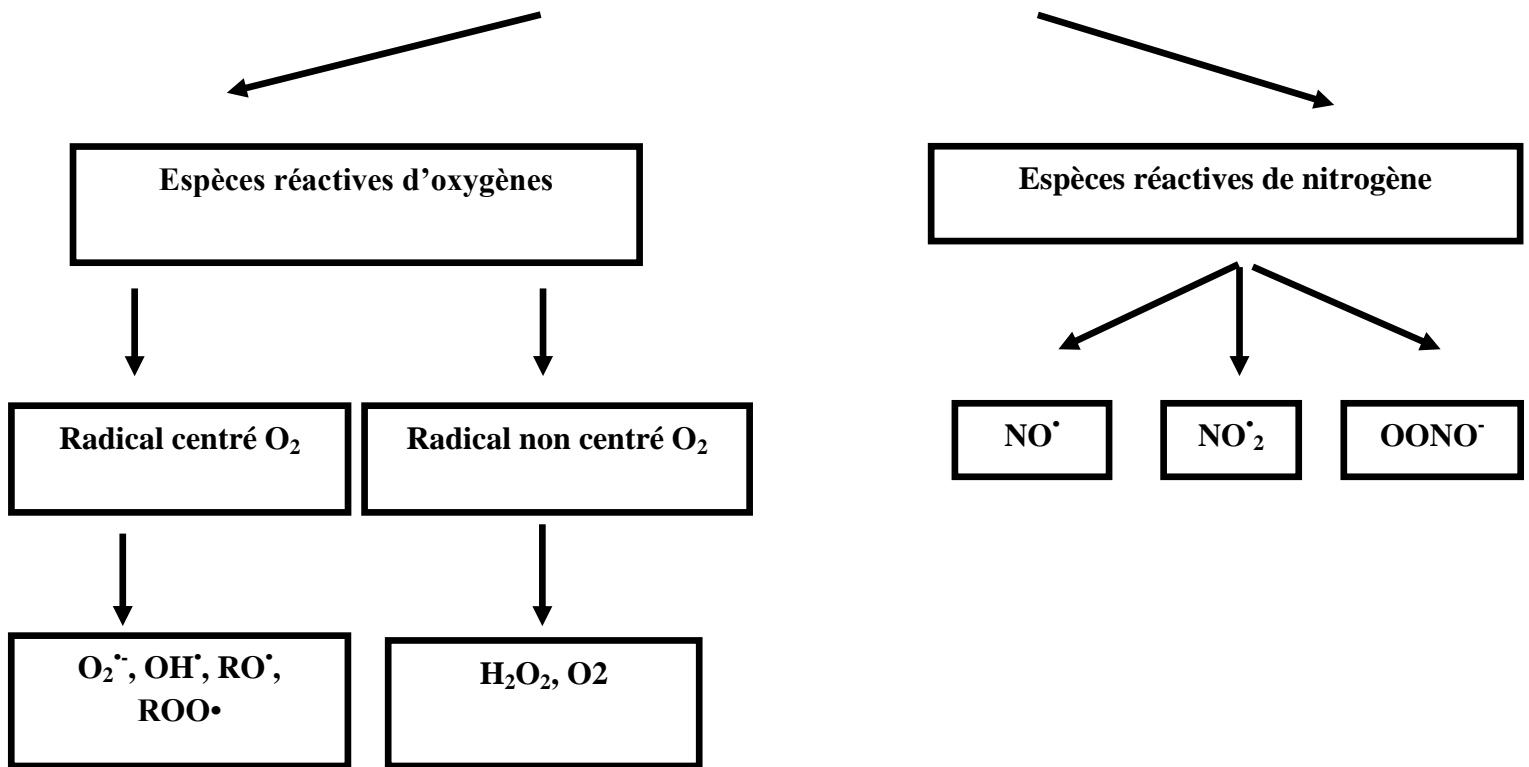 Espèces réactives d’oxygènes
Espèces réactives de nitrogène
Radical centré O₂
Radical non centré O₂
NO•
NO•₂
OONO⁻
O₂•⁻, OH•, RO•,
ROO•
H₂O₂, O2